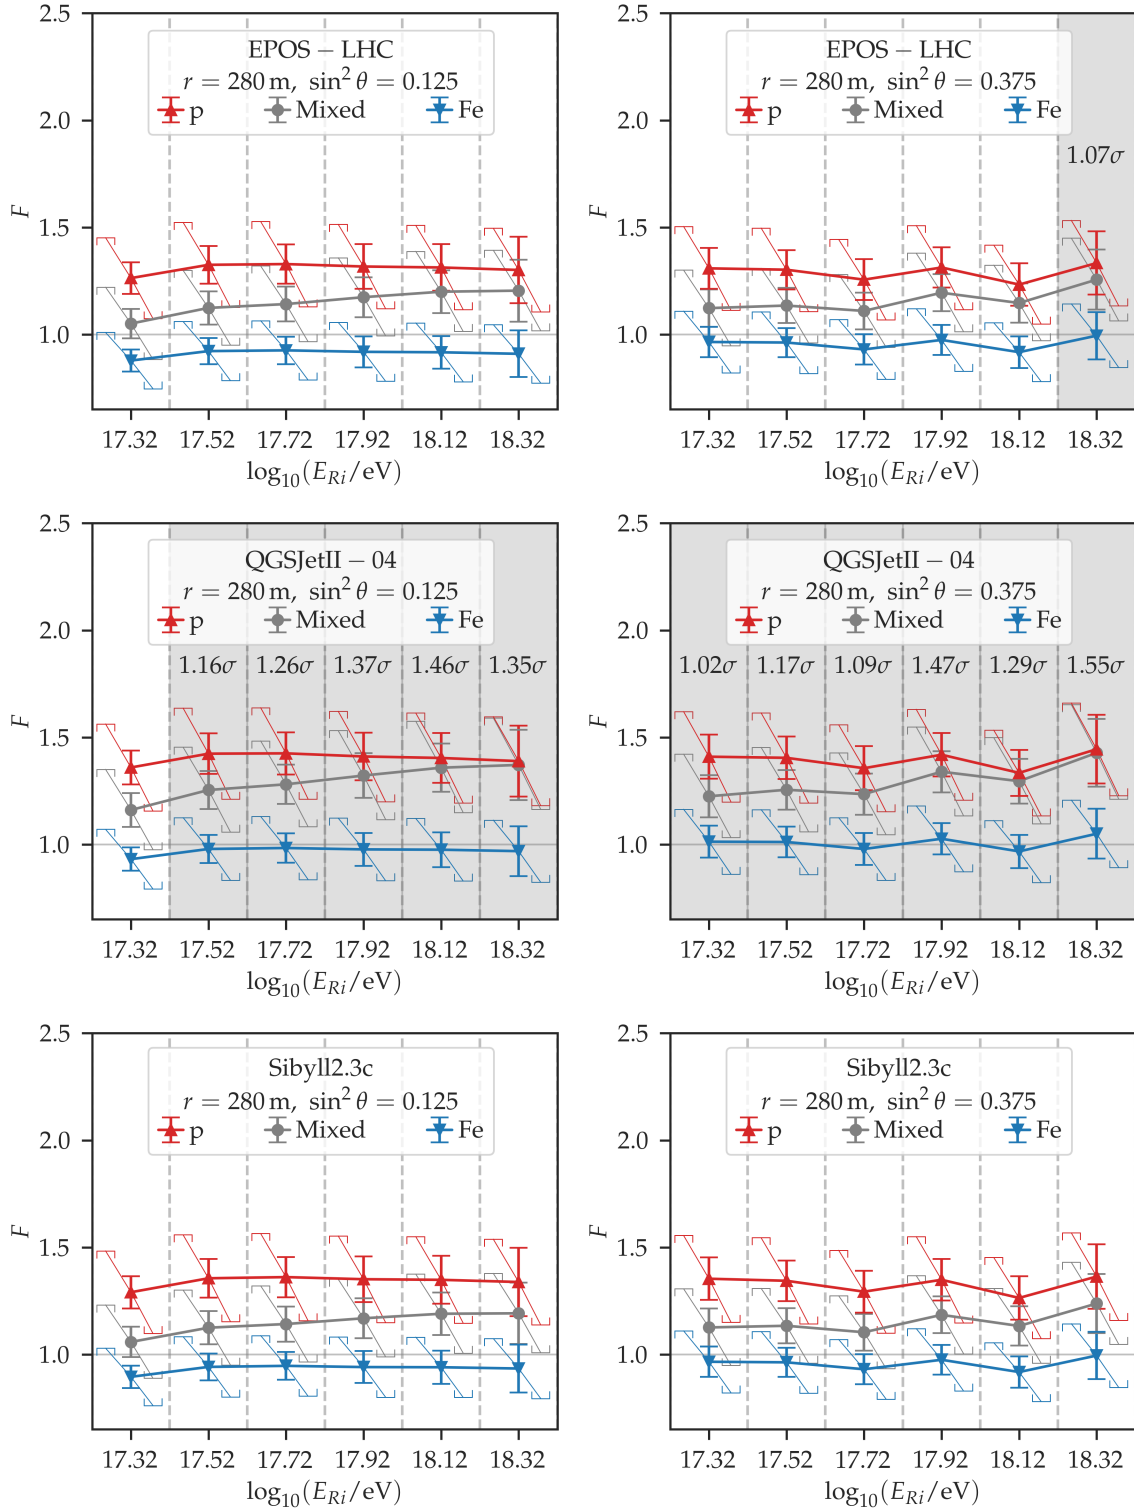 2.5
2.0
1.5
1.0
F
EPOS − LHC
r = 280 m, sin² θ = 0.125
p Mixed Fe
17.32 17.52 17.72 17.92 18.12 18.32
log₁₀(E_Ri/eV)
2.5
2.0
1.5
1.0
F
EPOS − LHC
r = 280 m, sin² θ = 0.375
p Mixed Fe
1.07σ
17.32 17.52 17.72 17.92 18.12 18.32
log₁₀(E_Ri/eV)
2.5
2.0
1.5
1.0
F
QGSJetII − 04
r = 280 m, sin² θ = 0.125
p Mixed Fe
1.16σ 1.26σ 1.37σ 1.46σ 1.35σ
17.32 17.52 17.72 17.92 18.12 18.32
log₁₀(E_Ri/eV)
2.5
2.0
1.5
1.0
F
QGSJetII − 04
r = 280 m, sin² θ = 0.375
p Mixed Fe
1.02σ 1.17σ 1.09σ 1.47σ 1.29σ 1.55σ
17.32 17.52 17.72 17.92 18.12 18.32
log₁₀(E_Ri/eV)
2.5
2.0
1.5
1.0
F
Sibyll2.3c
r = 280 m, sin² θ = 0.125
p Mixed Fe
17.32 17.52 17.72 17.92 18.12 18.32
log₁₀(E_Ri/eV)
2.5
2.0
1.5
1.0
F
Sibyll2.3c
r = 280 m, sin² θ = 0.375
p Mixed Fe
17.32 17.52 17.72 17.92 18.12 18.32
log₁₀(E_Ri/eV)